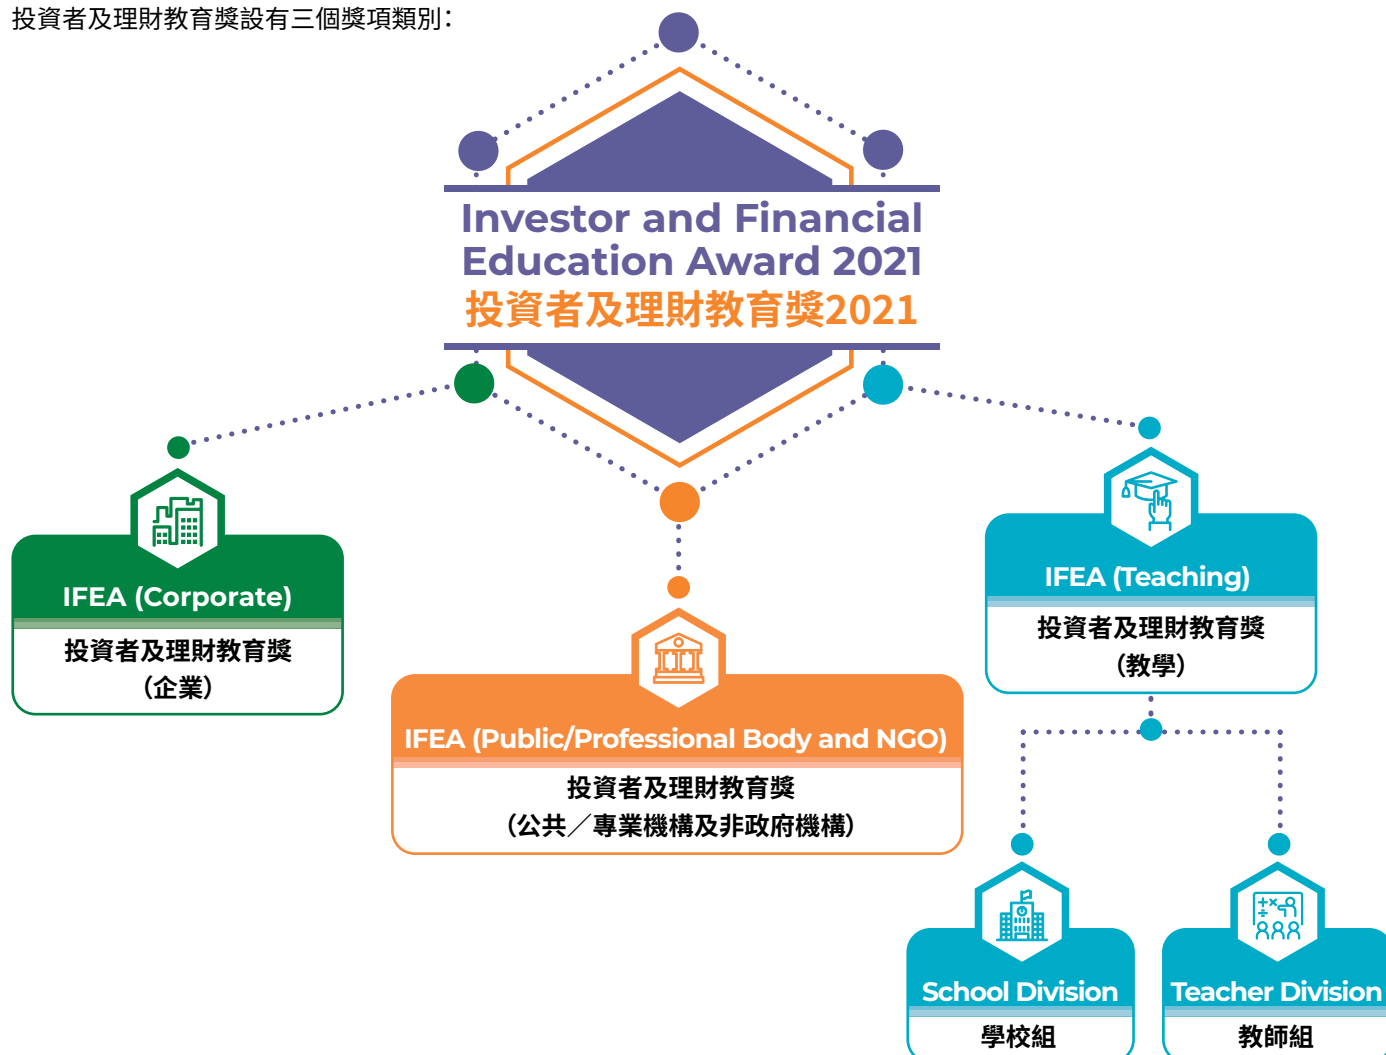 投資者及理財教育獎設有三個獎項類別：
Investor and Financial
Education Award 2021
投資者及理財教育獎2021
IFEA (Corporate)
投資者及理財教育獎
（企業）
IFEA (Public/Professional Body and NGO)
投資者及理財教育獎
（公共／專業機構及非政府機構）
IFEA (Teaching)
投資者及理財教育獎
（教學）
School Division
學校組
Teacher Division
教師組